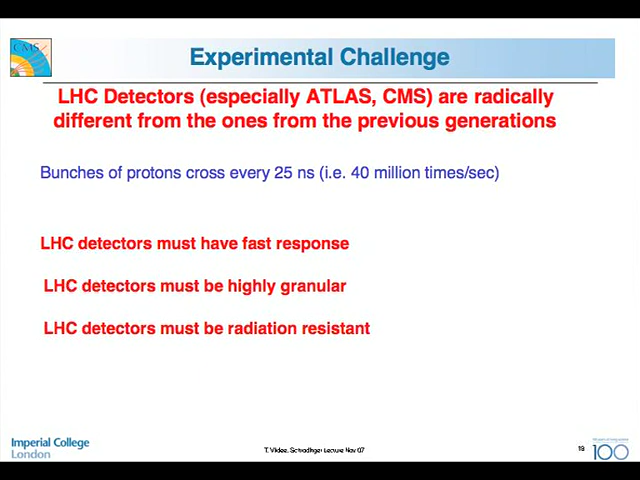 CMS
Experimental Challenge
LHC Detectors (especially ATLAS, CMS) are radically
different from the ones from the previous generations
Bunches of protons cross every 25 ns (i.e. 40 million times/sec)
LHC detectors must have fast response
LHC detectors must be highly granular
LHC detectors must be radiation resistant
Imperial College
London
T. Virdee, Schrodinger Lecture Nov 07
100